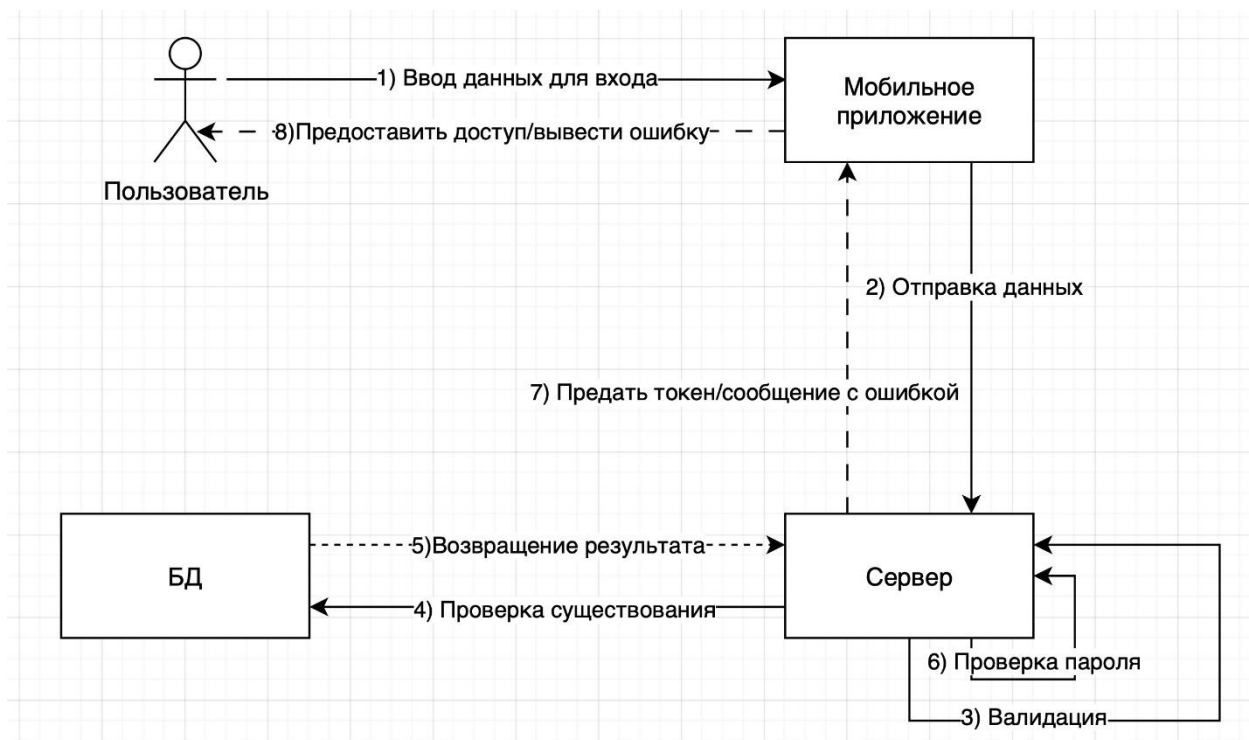 1) Ввод данных для входа
Мобильное
приложение
8)Предоставить доступ/вывести ошибку
Пользователь
2) Отправка данных
7) Предать токен/сообщение с ошибкой
5)Возвращение результата
БД
Сервер
4) Проверка существования
6) Проверка пароля
3) Валидация